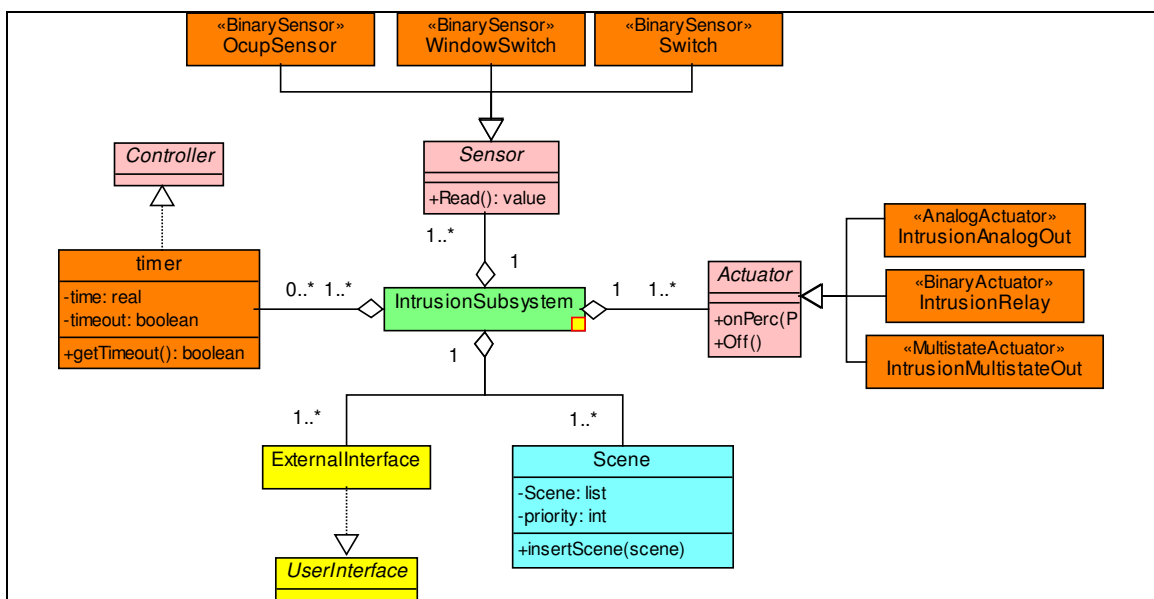 «BinarySensor»
OcupSensor
«BinarySensor»
WindowSwitch
«BinarySensor»
Switch
Controller
Sensor
+Read(): value
1..*
1
timer
-time: real
-timeout: boolean
+getTimeout(): boolean
0..*
1..*
IntrusionSubsystem
1
1..*
Actuator
+onPerc(P
+Off()
«AnalogActuator»
IntrusionAnalogOut
«BinaryActuator»
IntrusionRelay
«MultistateActuator»
IntrusionMultistateOut
1
1..*
1..*
ExternalInterface
Scene
-Scene: list
-priority: int
+insertScene(scene)
UserInterface